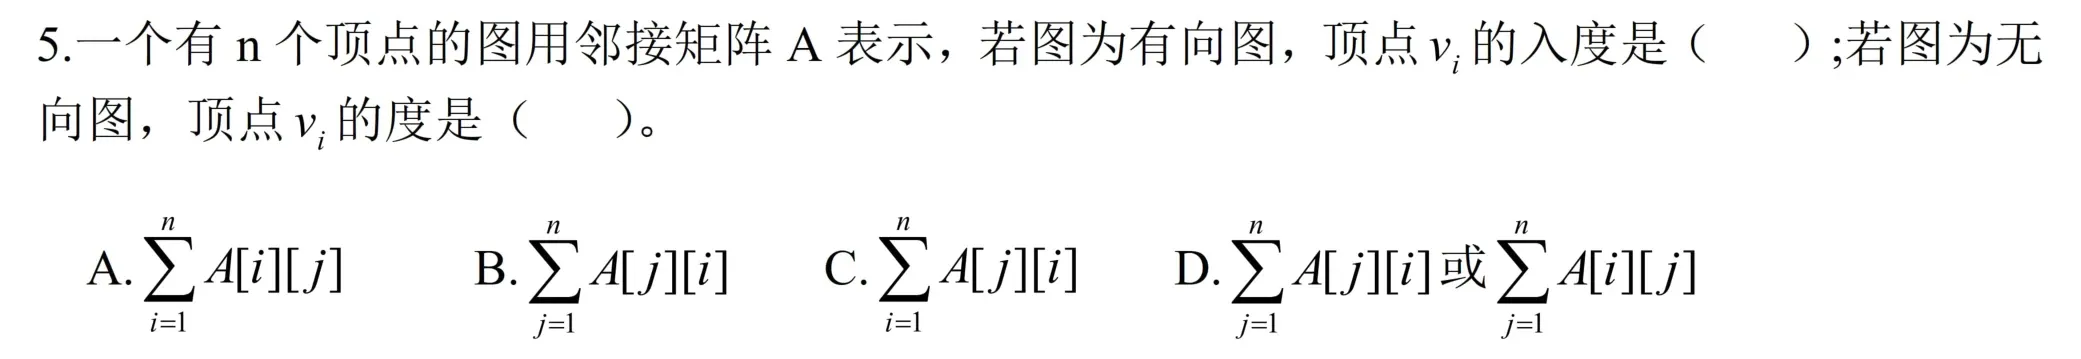 5.一个有 n 个顶点的图用邻接矩阵 A 表示，若图为有向图，顶点 v_i 的入度是（　　）;若图为无
向图，顶点 v_i 的度是（　　）。
A. \sum_{i=1}^{n} A[i][j]　　B. \sum_{j=1}^{n} A[j][i]　　C. \sum_{i=1}^{n} A[j][i]　　D. \sum_{j=1}^{n} A[j][i] 或 \sum_{j=1}^{n} A[i][j]